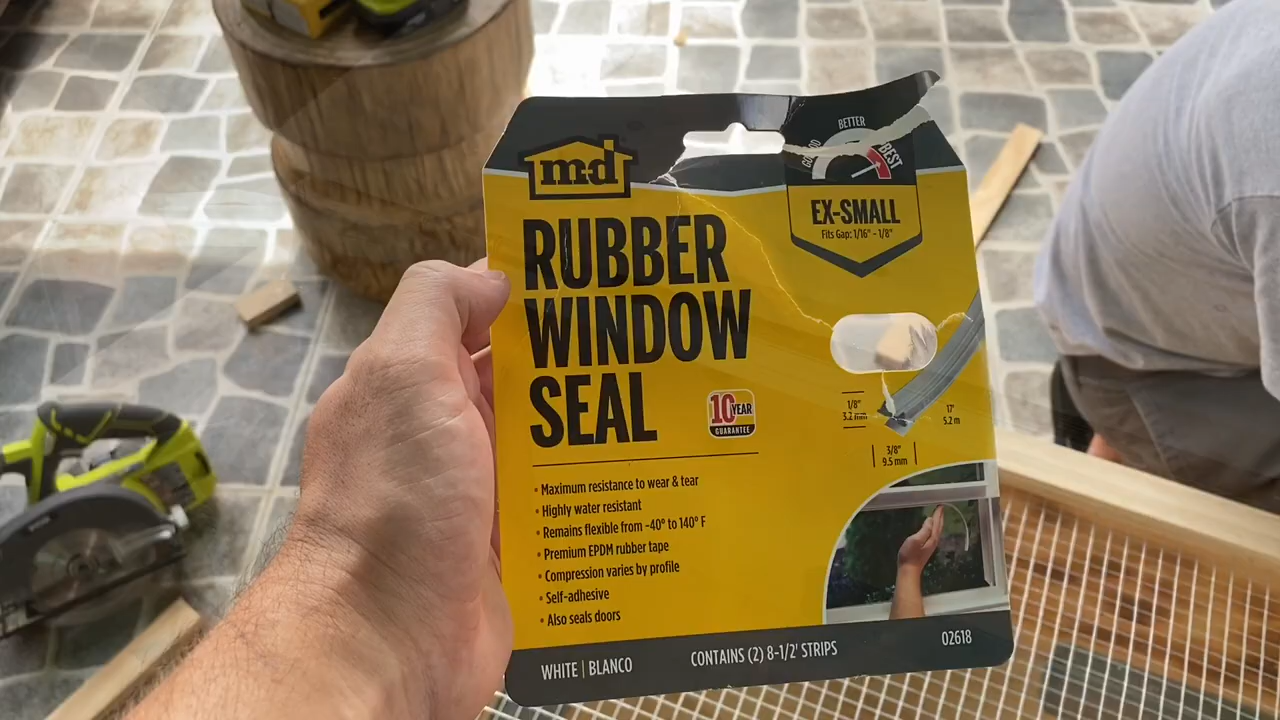 m-d
BETTER
BEST
EX-SMALL
Fits Gap: 1/16" - 1/8"
RUBBER
WINDOW
SEAL
10 YEAR
GUARANTEE
1/8"
3.2 mm
17'
5.2 m
3/8"
9.5 mm
• Maximum resistance to wear & tear
• Highly water resistant
• Remains flexible from -40° to 140° F
• Premium EPDM rubber tape
• Compression varies by profile
• Self-adhesive
• Also seals doors
WHITE | BLANCO
CONTAINS (2) 8-1/2' STRIPS
02618